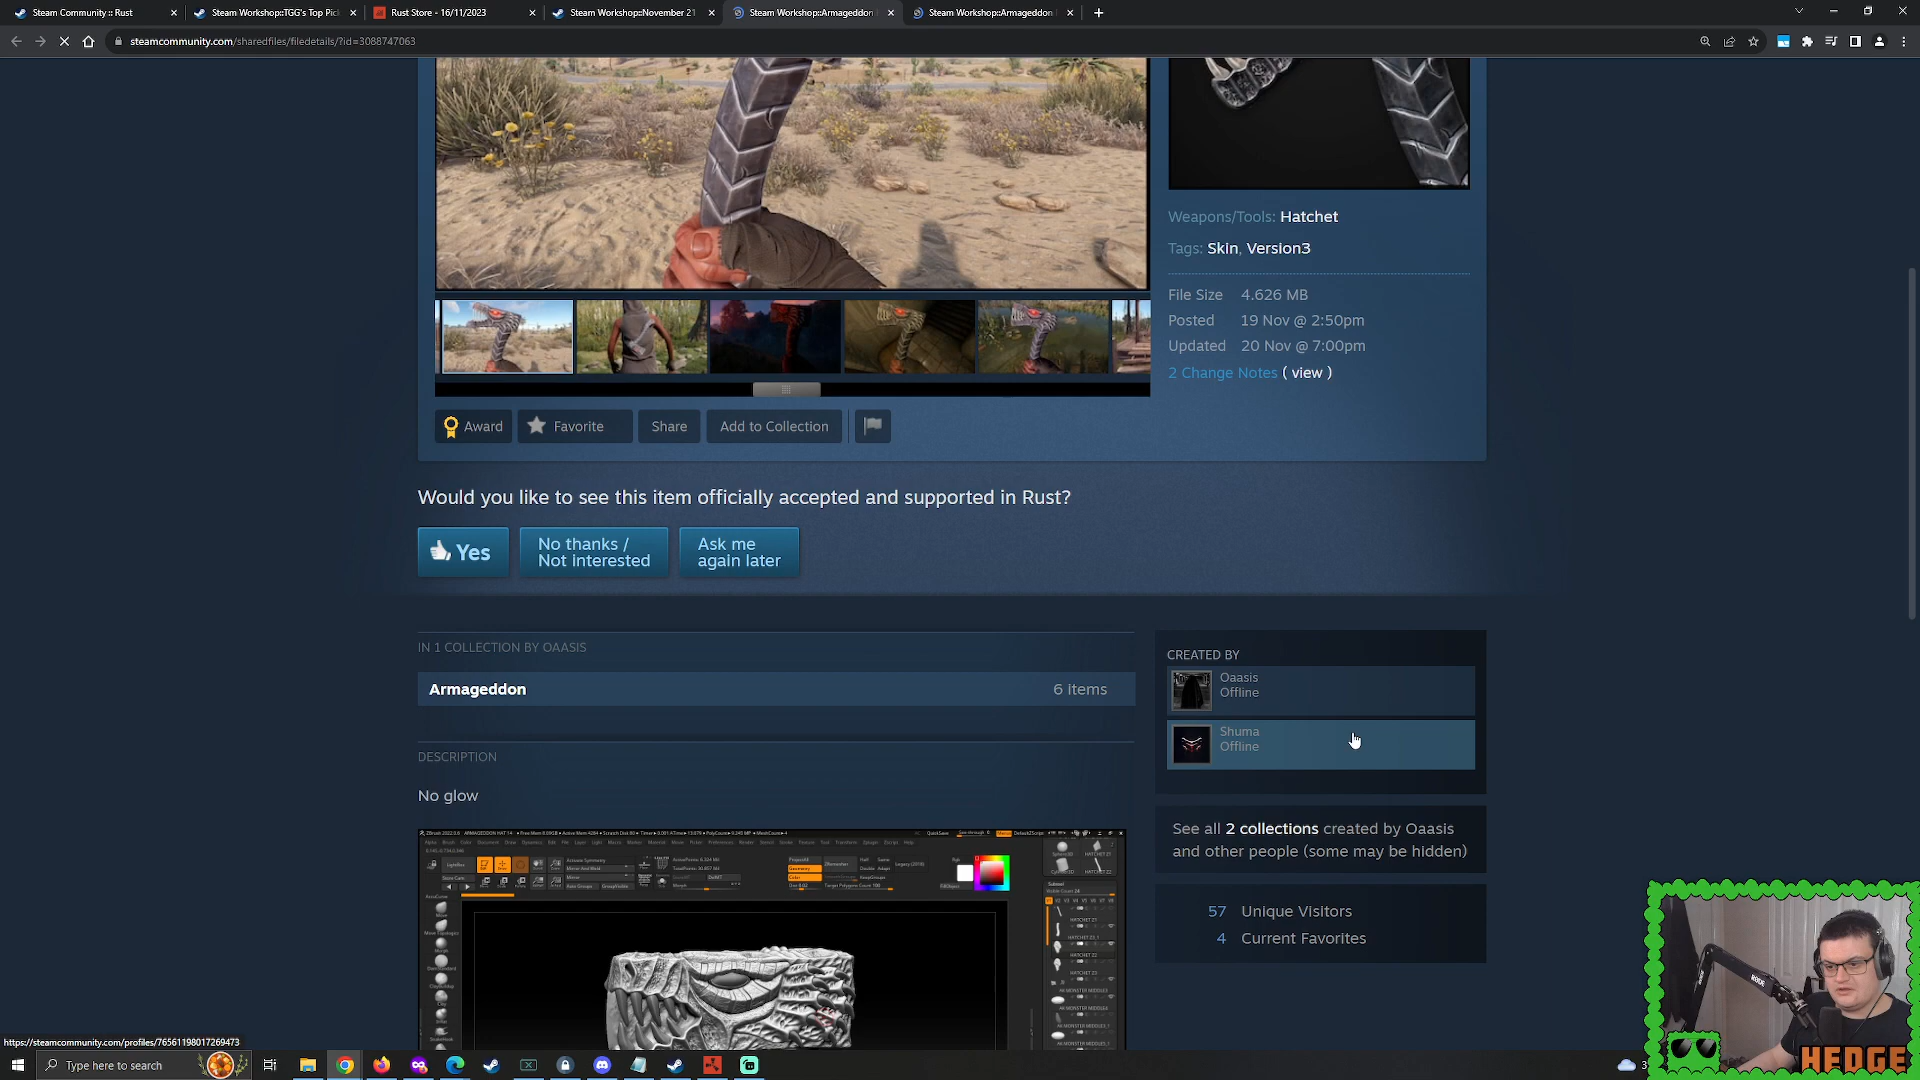 Steam Community :: Rust
Steam Workshop::TGG's Top Pic
Rust Store - 16/11/2023
Steam Workshop::November 21
Steam Workshop::Armageddon
Steam Workshop::Armageddon
steamcommunity.com/sharedfiles/filedetails/?id=3088747063
Weapons/Tools: Hatchet
Tags: Skin, Version3
File Size 4.626 MB
Posted 19 Nov @ 2:50pm
Updated 20 Nov @ 7:00pm
2 Change Notes ( view )
Award
Favorite
Share
Add to Collection
Would you like to see this item officially accepted and supported in Rust?
Yes
No thanks /
Not interested
Ask me
again later
IN 1 COLLECTION BY OAASIS
Armageddon 6 items
DESCRIPTION
No glow
CREATED BY
Oaasis
Offline
Shuma
Offline
See all 2 collections created by Oaasis
and other people (some may be hidden)
57 Unique Visitors
4 Current Favorites
https://steamcommunity.com/profiles/76561198017269473
Type here to search
HEDGE